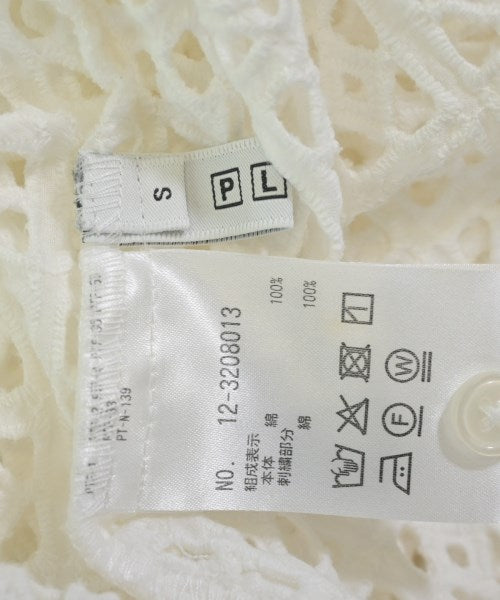 S
P L
NO. 12-3208013
組成表示
本体 綿 100%
刺繍部分 綿 100%
W
F
PT-N-139